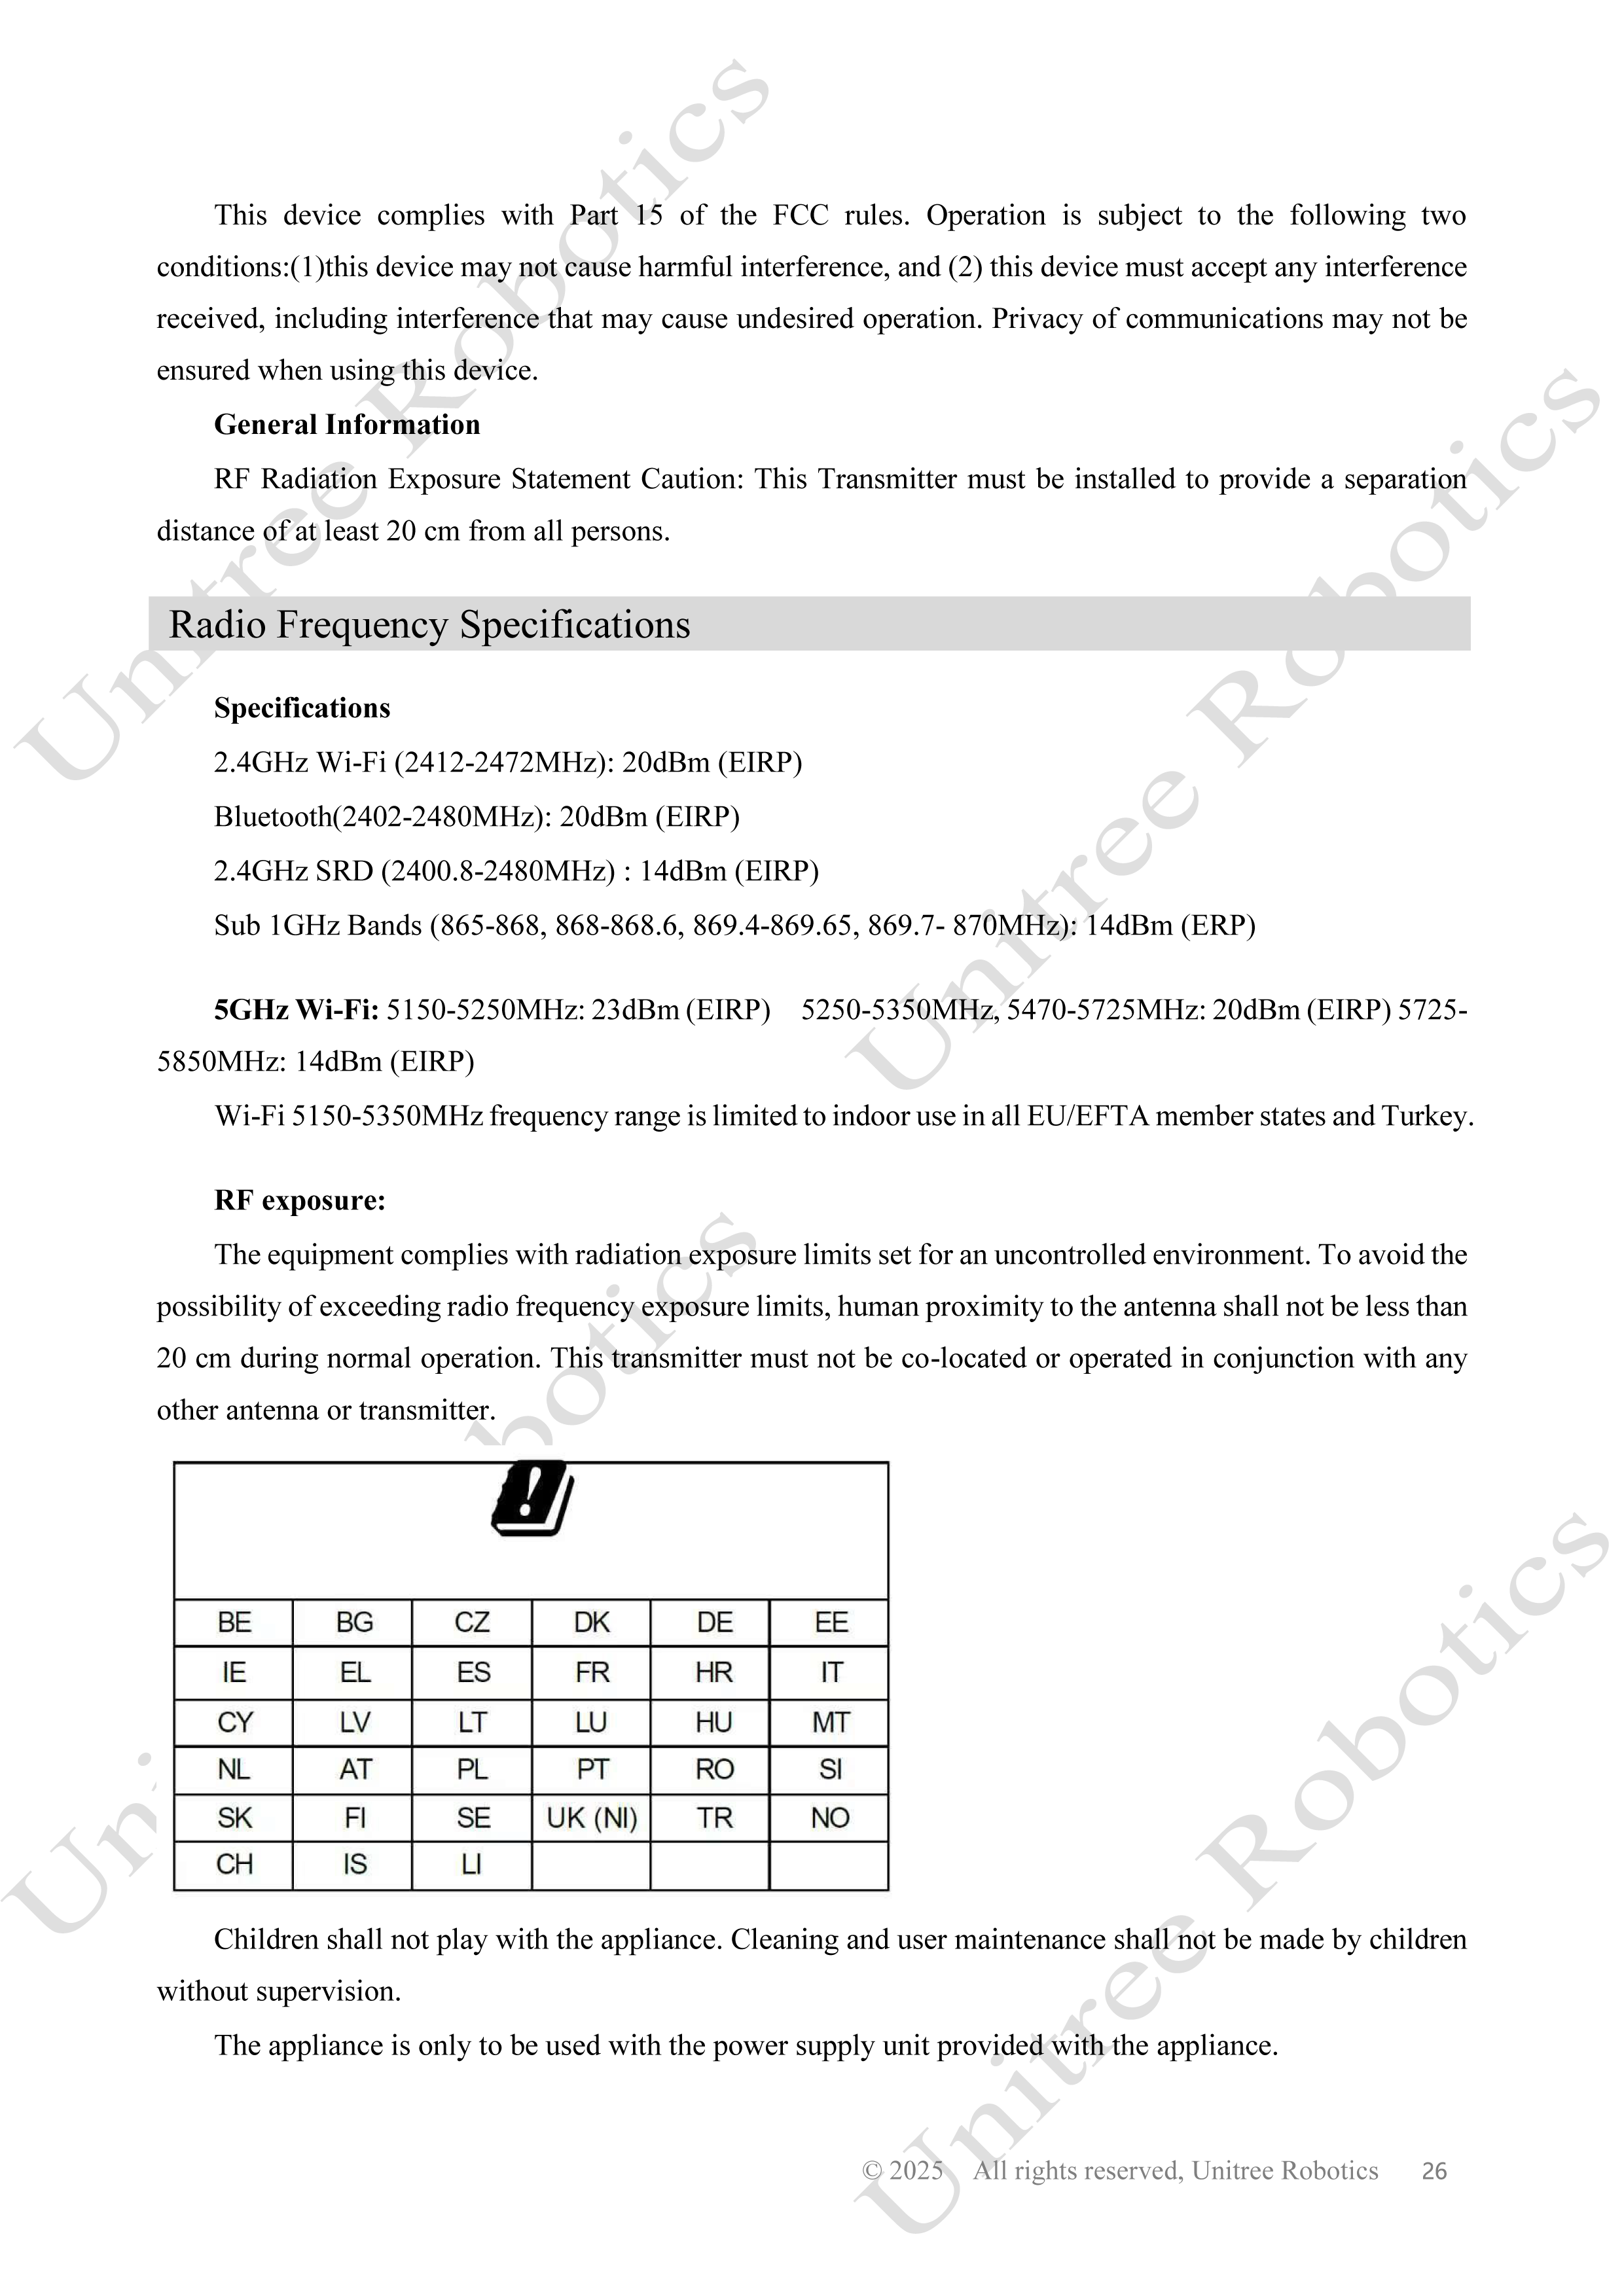 This device complies with Part 15 of the FCC rules. Operation is subject to the following two
conditions:(1)this device may not cause harmful interference, and (2) this device must accept any interference
received, including interference that may cause undesired operation. Privacy of communications may not be
ensured when using this device.
General Information
RF Radiation Exposure Statement Caution: This Transmitter must be installed to provide a separation
distance of at least 20 cm from all persons.
Radio Frequency Specifications
Specifications
2.4GHz Wi-Fi (2412-2472MHz): 20dBm (EIRP)
Bluetooth(2402-2480MHz): 20dBm (EIRP)
2.4GHz SRD (2400.8-2480MHz) : 14dBm (EIRP)
Sub 1GHz Bands (865-868, 868-868.6, 869.4-869.65, 869.7- 870MHz): 14dBm (ERP)
5GHz Wi-Fi: 5150-5250MHz: 23dBm (EIRP) 5250-5350MHz, 5470-5725MHz: 20dBm (EIRP) 5725-
5850MHz: 14dBm (EIRP)
Wi-Fi 5150-5350MHz frequency range is limited to indoor use in all EU/EFTA member states and Turkey.
RF exposure:
The equipment complies with radiation exposure limits set for an uncontrolled environment. To avoid the
possibility of exceeding radio frequency exposure limits, human proximity to the antenna shall not be less than
20 cm during normal operation. This transmitter must not be co-located or operated in conjunction with any
other antenna or transmitter.
!
BE BG CZ DK DE EE
IE EL ES FR HR IT
CY LV LT LU HU MT
NL AT PL PT RO SI
SK FI SE UK (NI) TR NO
CH IS LI
Children shall not play with the appliance. Cleaning and user maintenance shall not be made by children
without supervision.
The appliance is only to be used with the power supply unit provided with the appliance.
© 2025 All rights reserved, Unitree Robotics 26
Unitree Robotics
Unitree Robotics
Uni botics
Unitree Robotics